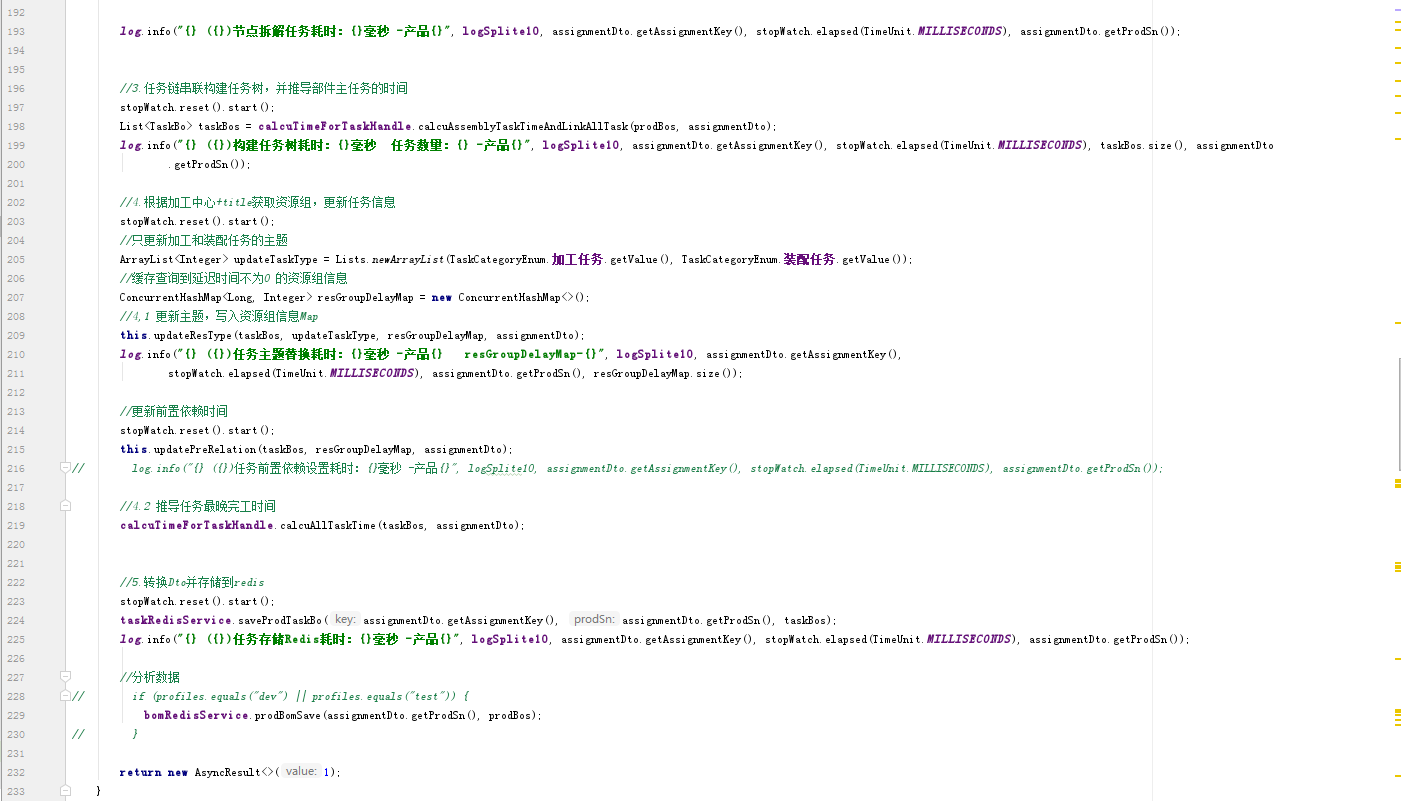 192
193 log.info("{} ({})节点拆解任务耗时：{}毫秒 -产品{}", logSplite10, assignmentDto.getAssignmentKey(), stopWatch.elapsed(TimeUnit.MILLISECONDS), assignmentDto.getProdSn());
194
195
196 //3.任务链串联构建任务树，并推导部件主任务的时间
197 stopWatch.reset().start();
198 List<TaskBo> taskBos = calcuTimeForTaskHandle.calcuAssemblyTaskTimeAndLinkAllTask(prodBos, assignmentDto);
199 log.info("{} ({})构建任务树耗时：{}毫秒  任务数量：{} -产品{}", logSplite10, assignmentDto.getAssignmentKey(), stopWatch.elapsed(TimeUnit.MILLISECONDS), taskBos.size(), assignmentDto
200 .getProdSn());
201
202 //4.根据加工中心+title获取资源组，更新任务信息
203 stopWatch.reset().start();
204 //只更新加工和装配任务的主题
205 ArrayList<Integer> updateTaskType = Lists.newArrayList(TaskCategoryEnum.加工任务.getValue(), TaskCategoryEnum.装配任务.getValue());
206 //缓存查询到延迟时间不为0 的资源组信息
207 ConcurrentHashMap<Long, Integer> resGroupDelayMap = new ConcurrentHashMap<>();
208 //4,1 更新主题，写入资源组信息Map
209 this.updateResType(taskBos, updateTaskType, resGroupDelayMap, assignmentDto);
210 log.info("{} ({})任务主题替换耗时：{}毫秒 -产品{}   resGroupDelayMap-{}", logSplite10, assignmentDto.getAssignmentKey(),
211 stopWatch.elapsed(TimeUnit.MILLISECONDS), assignmentDto.getProdSn(), resGroupDelayMap.size());
212
213 //更新前置依赖时间
214 stopWatch.reset().start();
215 this.updatePreRelation(taskBos, resGroupDelayMap, assignmentDto);
216 // log.info("{} ({})任务前置依赖设置耗时：{}毫秒 -产品{}", logSplite10, assignmentDto.getAssignmentKey(), stopWatch.elapsed(TimeUnit.MILLISECONDS), assignmentDto.getProdSn());
217
218 //4.2 推导任务最晚完工时间
219 calcuTimeForTaskHandle.calcuAllTaskTime(taskBos, assignmentDto);
220
221
222 //5.转换Dto并存储到redis
223 stopWatch.reset().start();
224 taskRedisService.saveProdTaskBo( key: assignmentDto.getAssignmentKey(), prodSn: assignmentDto.getProdSn(), taskBos);
225 log.info("{} ({})任务存储Redis耗时：{}毫秒 -产品{}", logSplite10, assignmentDto.getAssignmentKey(), stopWatch.elapsed(TimeUnit.MILLISECONDS), assignmentDto.getProdSn());
226
227 //分析数据
228 // if (profiles.equals("dev") || profiles.equals("test")) {
229 bomRedisService.prodBomSave(assignmentDto.getProdSn(), prodBos);
230 // }
231
232 return new AsyncResult<>( value: 1);
233 }